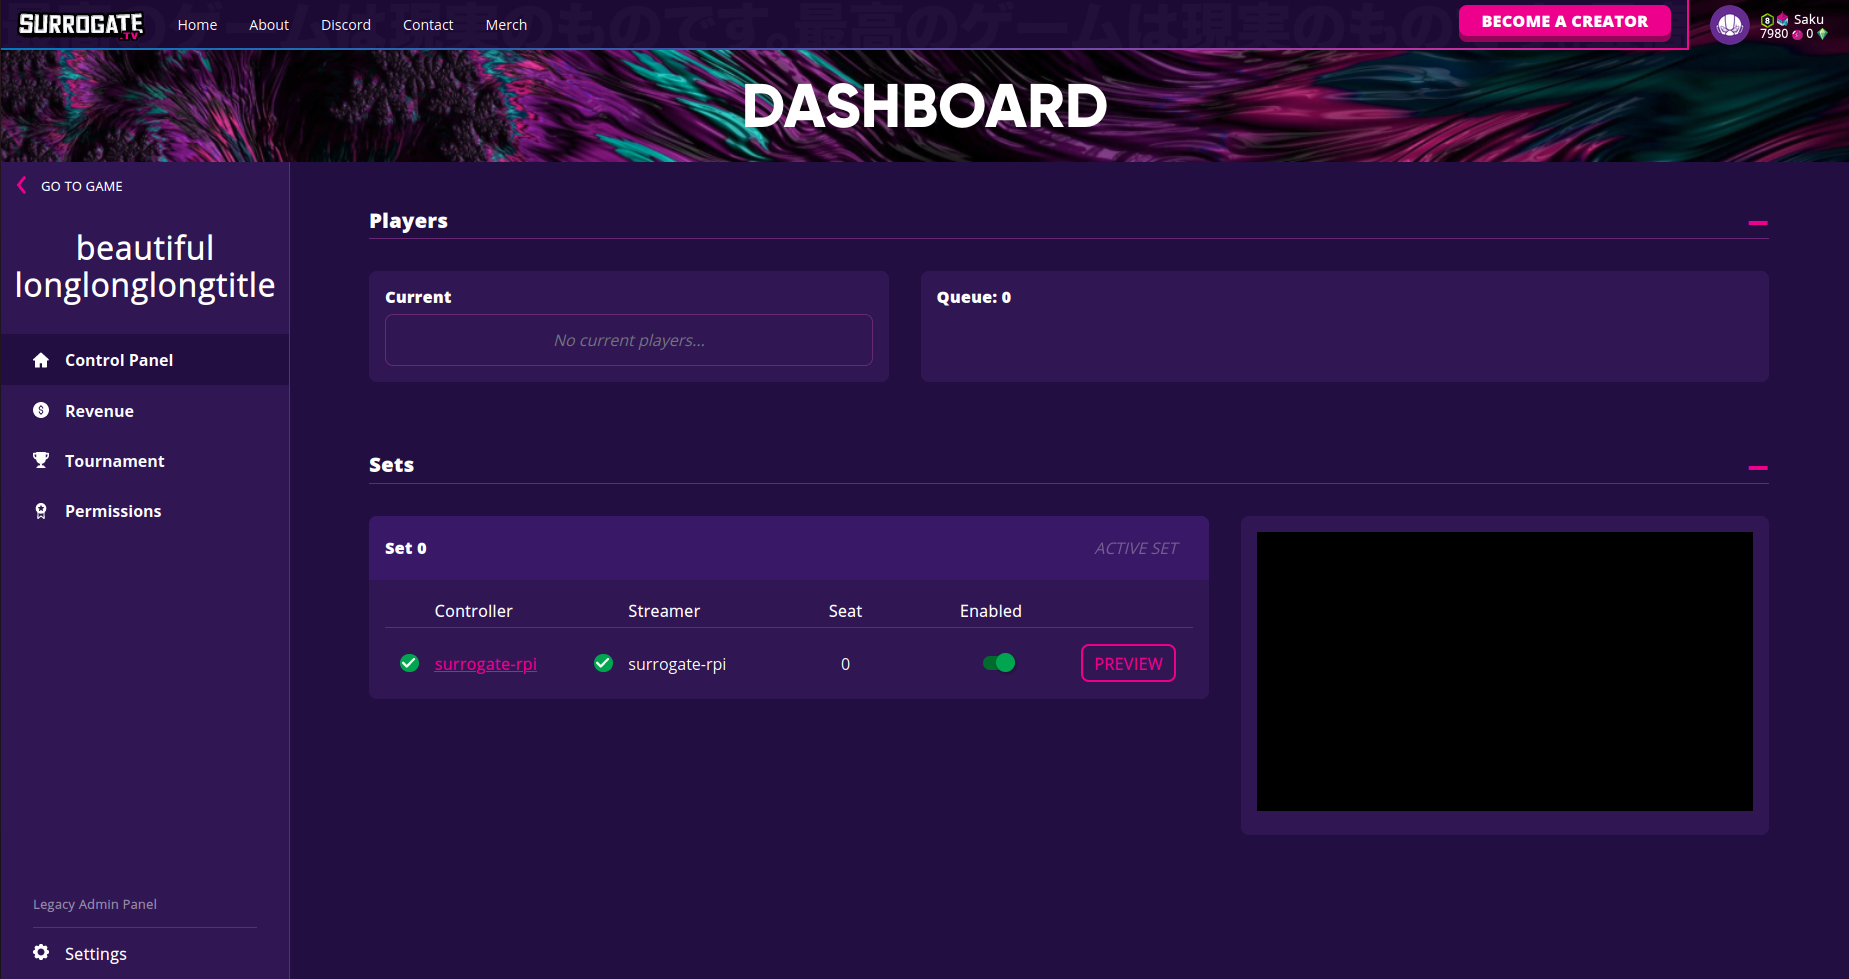 SURROGATE
.TV
Home About Discord Contact Merch
BECOME A CREATOR
8 Saku
7980 0
DASHBOARD
GO TO GAME
beautiful
longlonglongtitle
Control Panel
Revenue
Tournament
Permissions
Legacy Admin Panel
Settings
Players
Current
No current players...
Queue: 0
Sets
Set 0 ACTIVE SET
Controller Streamer Seat Enabled
surrogate-rpi surrogate-rpi 0 PREVIEW